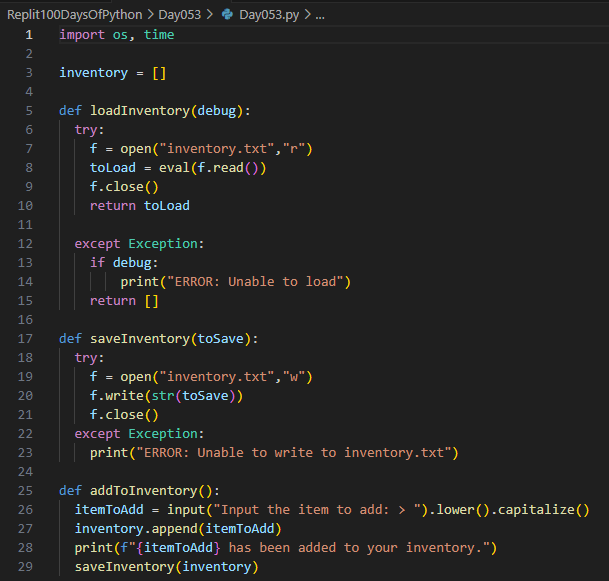 Replit100DaysOfPython > Day053 > Day053.py > ...
1 import os, time
2
3 inventory = []
4
5 def loadInventory(debug):
6   try:
7     f = open("inventory.txt","r")
8     toLoad = eval(f.read())
9     f.close()
10     return toLoad
11
12   except Exception:
13     if debug:
14         print("ERROR: Unable to load")
15     return []
16
17 def saveInventory(toSave):
18   try:
19     f = open("inventory.txt","w")
20     f.write(str(toSave))
21     f.close()
22   except Exception:
23     print("ERROR: Unable to write to inventory.txt")
24
25 def addToInventory():
26   itemToAdd = input("Input the item to add: > ").lower().capitalize()
27   inventory.append(itemToAdd)
28   print(f"{itemToAdd} has been added to your inventory.")
29   saveInventory(inventory)